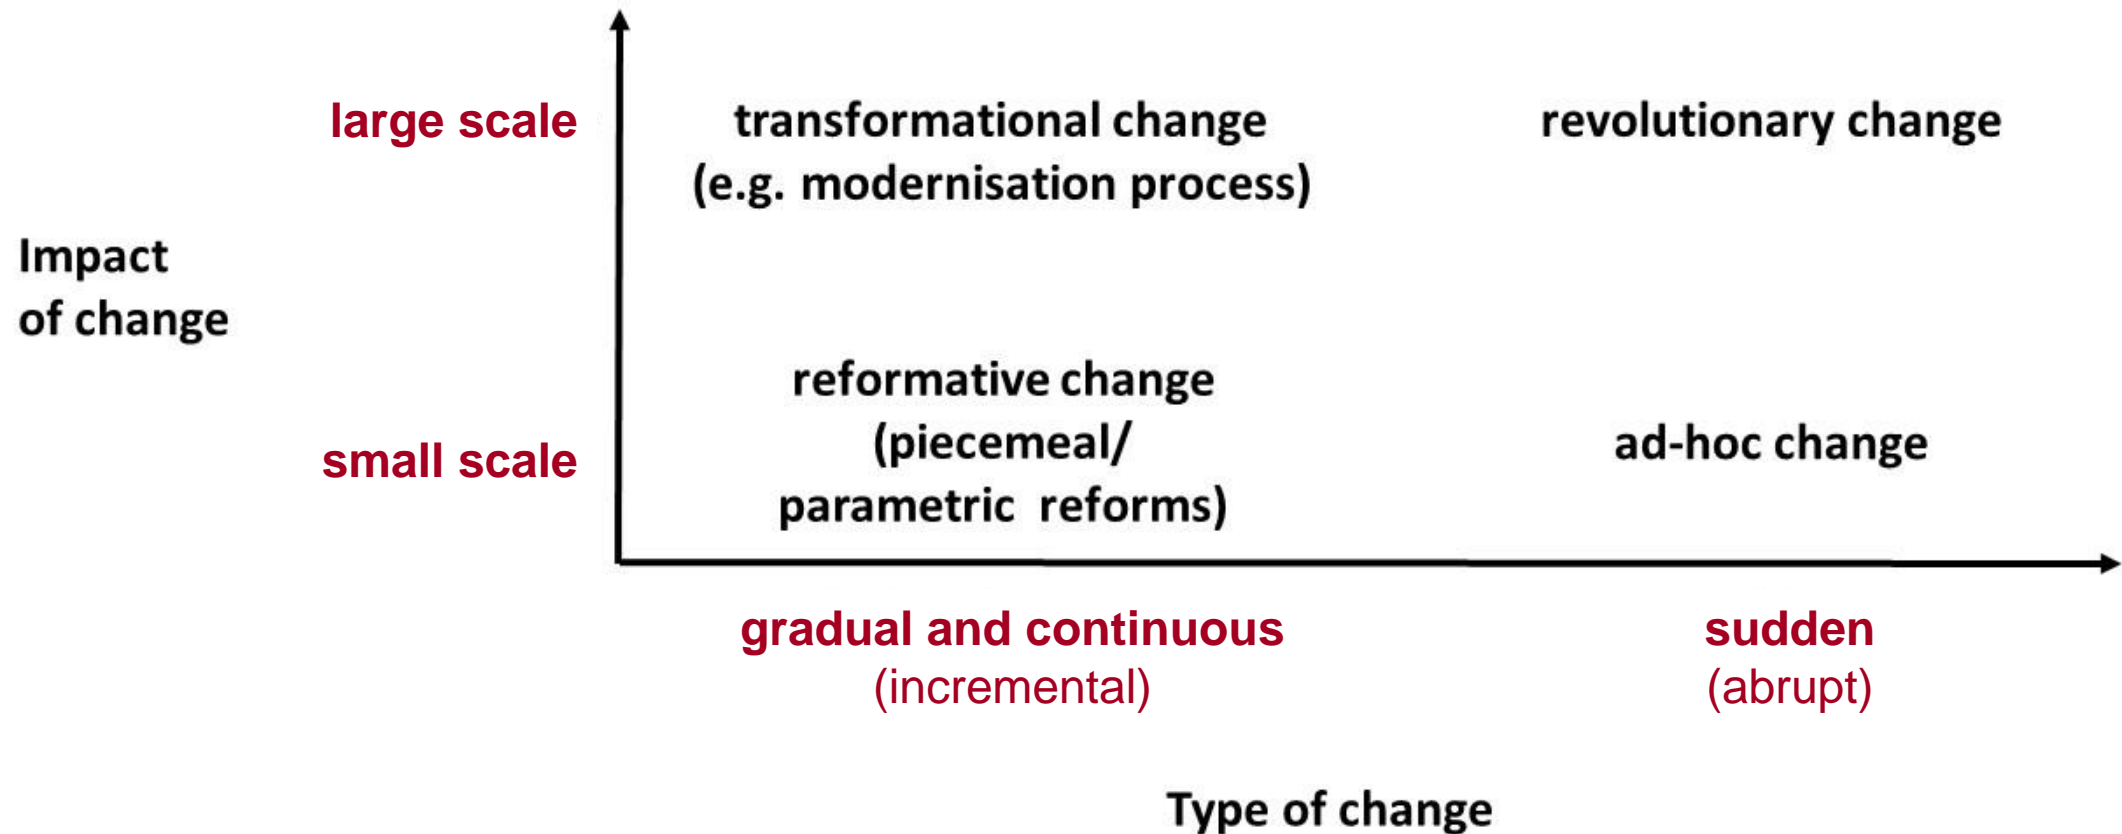 large scale
transformational change
(e.g. modernisation process)
revolutionary change
Impact
of change
small scale
reformative change
(piecemeal/
parametric reforms)
ad-hoc change
gradual and continuous
(incremental)
sudden
(abrupt)
Type of change